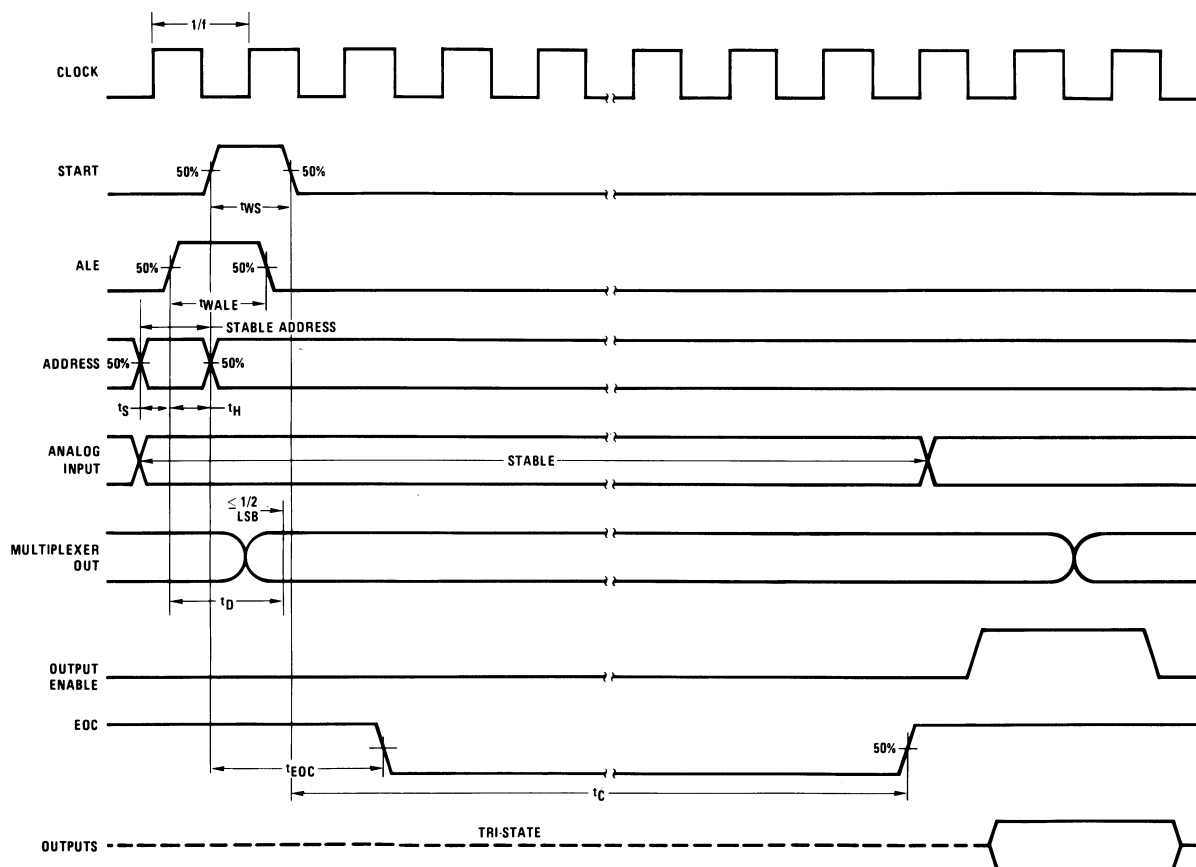 1/f
CLOCK
START
50%
50%
tWS
ALE
50%
50%
tWALE
STABLE ADDRESS
ADDRESS
50%
50%
tS
tH
ANALOG
INPUT
STABLE
≤ 1/2
LSB
MULTIPLEXER
OUT
tD
OUTPUT
ENABLE
EOC
50%
tEOC
tC
TRI-STATE
OUTPUTS